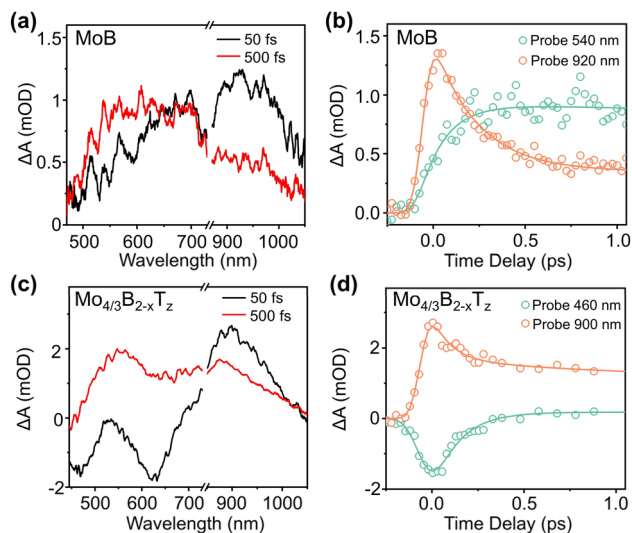 (a)
MoB
50 fs
500 fs
ΔA (mOD)
1.5
1
0.5
0
500
600
700
900
1000
Wavelength (nm)
(b)
MoB
Probe 540 nm
Probe 920 nm
ΔA (mOD)
1.5
1.0
0.5
0.0
0.0
0.5
1.0
Time Delay (ps)
(c)
Mo4/3B2-xTz
50 fs
500 fs
ΔA (mOD)
2
0
-2
500
600
700
900
1000
Wavelength (nm)
(d)
Mo4/3B2-xTz
Probe 460 nm
Probe 900 nm
ΔA (mOD)
2
0
-2
0.0
0.5
1.0
Time Delay (ps)